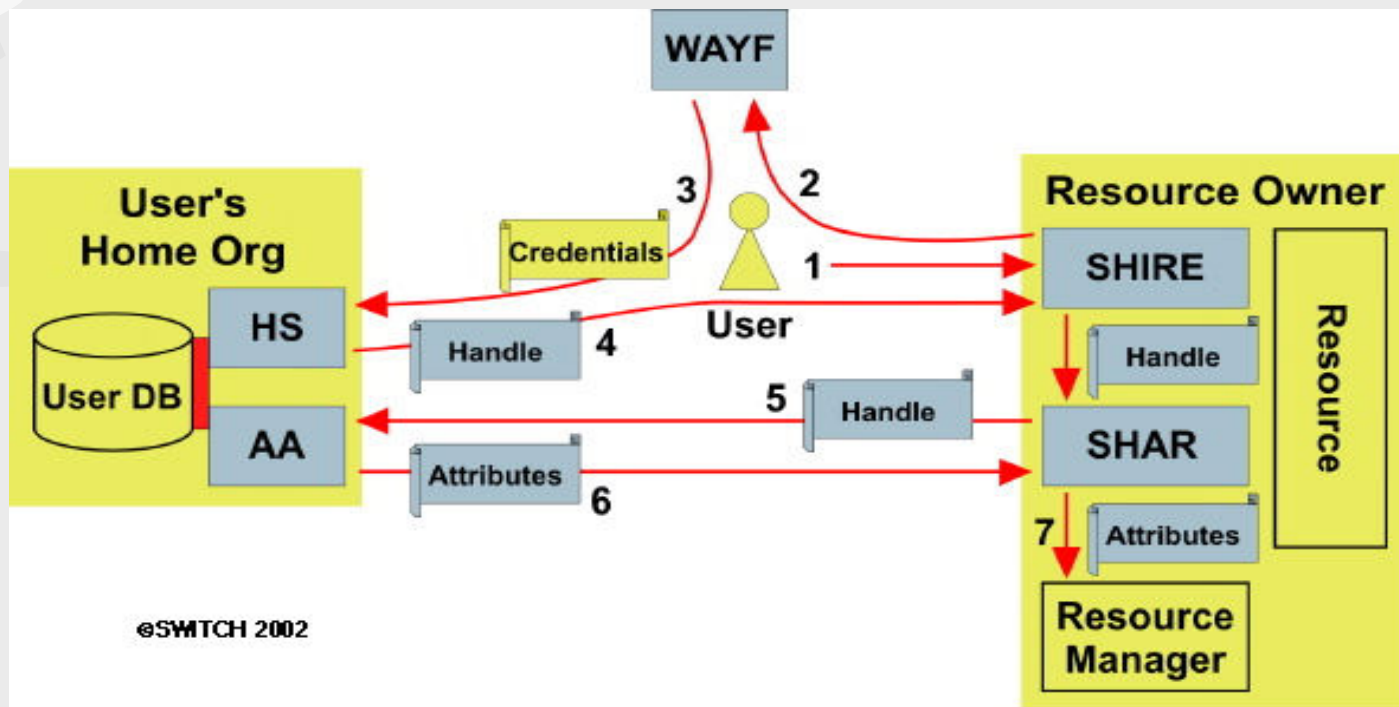 WAYF
3
2
User's
Home Org
Credentials
1
User
HS
AA
User DB
Handle
4
5
Handle
Attributes
6
Resource Owner
SHIRE
Handle
SHAR
7
Attributes
Resource
Manager
Resource
©SWITCH 2002